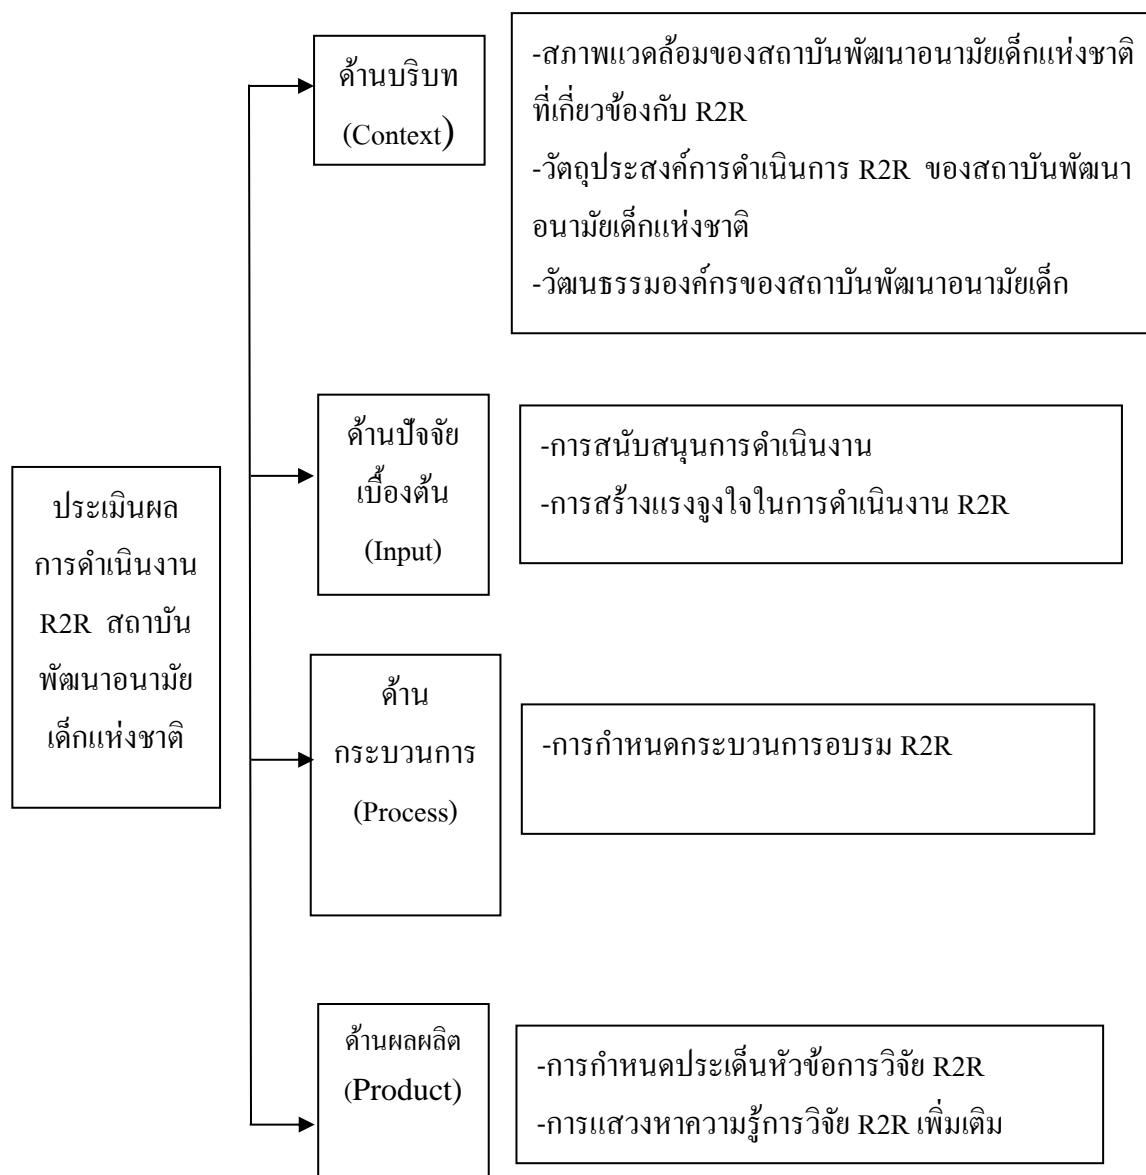 ด้านบริบท
(Context)
-สภาพแวดล้อมของสถาบันพัฒนาอนามัยเด็กแห่งชาติ
ที่เกี่ยวข้องกับ R2R
-วัตถุประสงค์การดำเนินการ R2R ของสถาบันพัฒนา
อนามัยเด็กแห่งชาติ
-วัฒนธรรมองค์กรของสถาบันพัฒนาอนามัยเด็ก
ประเมินผล
การดำเนินงาน
R2R สถาบัน
พัฒนาอนามัย
เด็กแห่งชาติ
ด้านปัจจัย
เบื้องต้น
(Input)
-การสนับสนุนการดำเนินงาน
-การสร้างแรงจูงใจในการดำเนินงาน R2R
ด้าน
กระบวนการ
(Process)
-การกำหนดกระบวนการอบรม R2R
ด้านผลผลิต
(Product)
-การกำหนดประเด็นหัวข้อการวิจัย R2R
-การแสวงหาความรู้การวิจัย R2R เพิ่มเติม